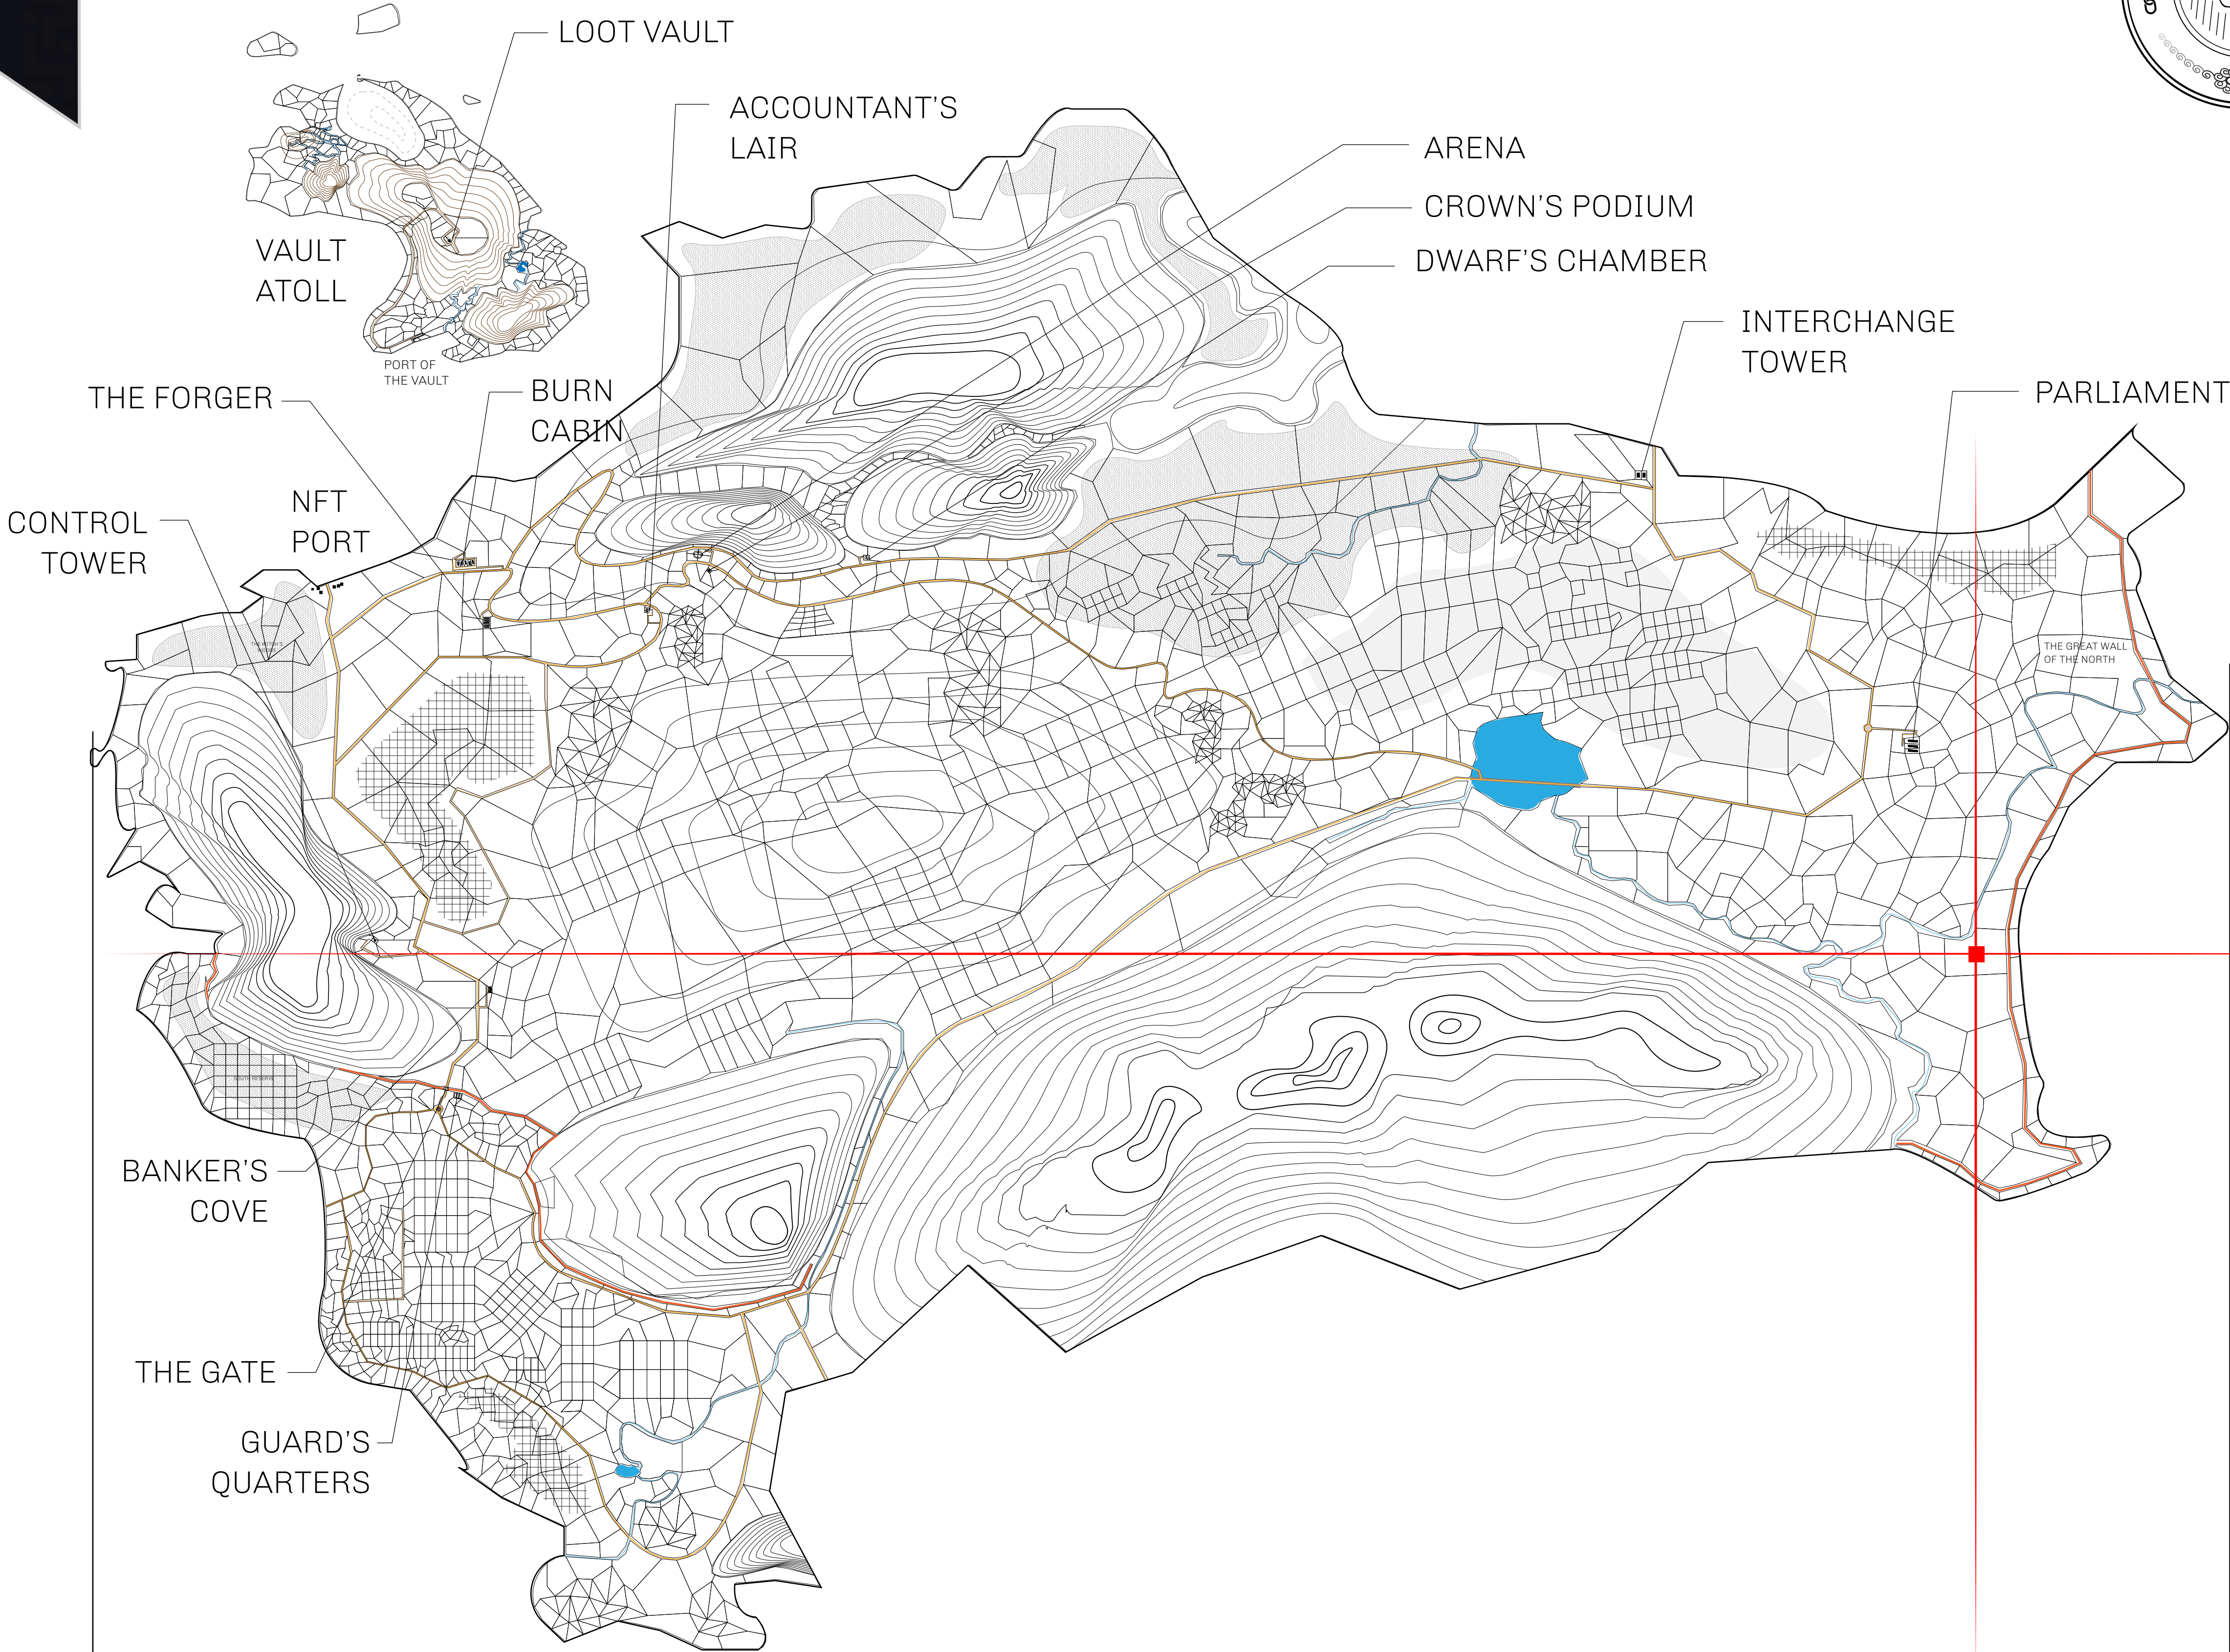 LOOT VAULT
ACCOUNTANT'S
LAIR
ARENA
CROWN'S PODIUM
DWARF'S CHAMBER
VAULT
ATOLL
INTERCHANGE
TOWER
PORT OF
THE VAULT
THE FORGER
BURN
CABIN
PARLIAMENT
NFT
PORT
CONTROL
TOWER
THE GREAT WALL
OF THE NORTH
SOUTH RESERVE
BANKER'S
COVE
THE GATE
GUARD'S
QUARTERS